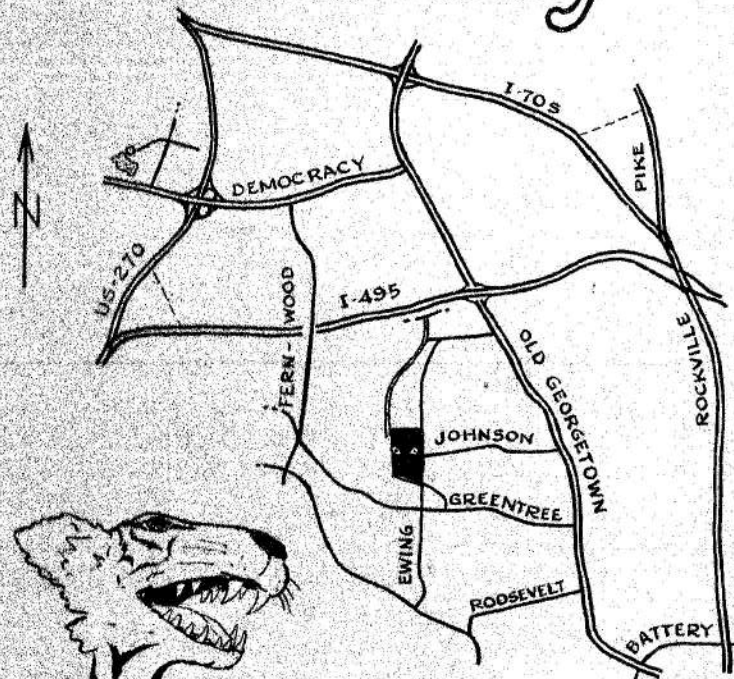 I-70S
PIKE
DEMOCRACY
N
US-270
FERN-WOOD
I-495
OLD GEORGETOWN
ROCKVILLE
JOHNSON
GREENTREE
EWING
ROOSEVELT
BATTERY